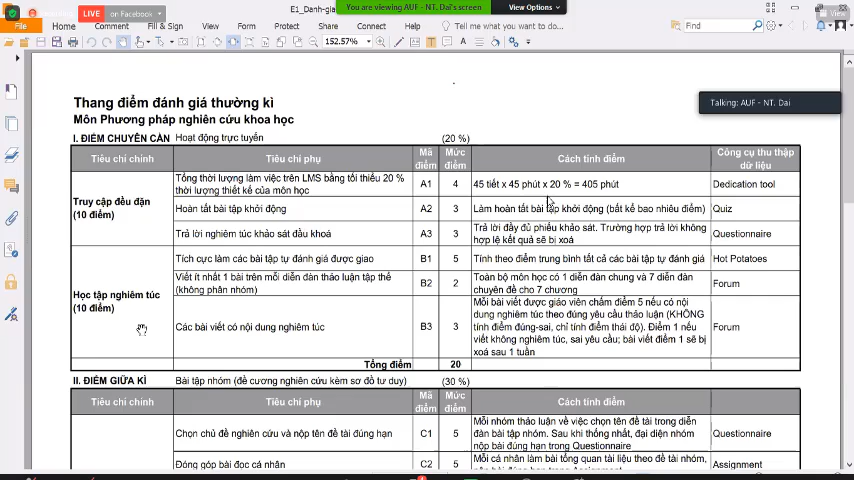 You are viewing AUF - NT. Dai's screen
View Options
E1_Danh-gia
LIVE on Facebook
View
File
Home
Comment
Fill & Sign
View
Form
Protect
Share
Connect
Help
Tell me what you want to do
Find
152.57%
Talking: AUF - NT. Dai
Thang điểm đánh giá thường kì
Môn Phương pháp nghiên cứu khoa học
I. ĐIỂM CHUYÊN CẦN Hoạt động trực tuyến (20 %)
Tiêu chí chính
Tiêu chí phụ
Mã điểm
Mức điểm
Cách tính điểm
Công cụ thu thập dữ liệu
Truy cập đều đặn (10 điểm)
Tổng thời lượng làm việc trên LMS bằng tối thiểu 20 % thời lượng thiết kế của môn học
A1
4
45 tiết x 45 phút x 20 % = 405 phút
Dedication tool
Hoàn tất bài tập khởi động
A2
3
Làm hoàn tất bài tập khởi động (bất kể bao nhiêu điểm)
Quiz
Trả lời nghiêm túc khảo sát đầu khoá
A3
3
Trả lời đầy đủ phiếu khảo sát. Trường hợp trả lời không hợp lệ kết quả sẽ bị xoá
Questionnaire
Học tập nghiêm túc (10 điểm)
Tích cực làm các bài tập tự đánh giá được giao
B1
5
Tính theo điểm trung bình tất cả các bài tập tự đánh giá
Hot Potatoes
Viết ít nhất 1 bài trên mỗi diễn đàn thảo luận tập thể (không phân nhóm)
B2
2
Toàn bộ môn học có 1 diễn đàn chung và 7 diễn đàn chuyên đề cho 7 chương
Forum
Các bài viết có nội dung nghiêm túc
B3
3
Mỗi bài viết được giáo viên chấm điểm 5 nếu có nội dung nghiêm túc theo đúng yêu cầu thảo luận (KHÔNG tính điểm đúng-sai, chỉ tính điểm thái độ). Điểm 1 nếu viết không nghiêm túc, sai yêu cầu; bài viết điểm 1 sẽ bị xoá sau 1 tuần
Forum
Tổng điểm
20
II. ĐIỂM GIỮA KÌ Bài tập nhóm (đề cương nghiên cứu kèm sơ đồ tư duy) (30 %)
Tiêu chí chính
Tiêu chí phụ
Mã điểm
Mức điểm
Cách tính điểm
Chọn chủ đề nghiên cứu và nộp tên đề tài đúng hạn
C1
5
Mỗi nhóm thảo luận về việc chọn tên đề tài trong diễn đàn bài tập nhóm. Sau khi thống nhất, đại diện nhóm nộp bài đúng hạn trong Questionnaire
Questionnaire
Đóng góp bài đọc cá nhân
C2
5
Mỗi cá nhân làm bài tổng quan tài liệu theo đề tài nhóm,
Assignment